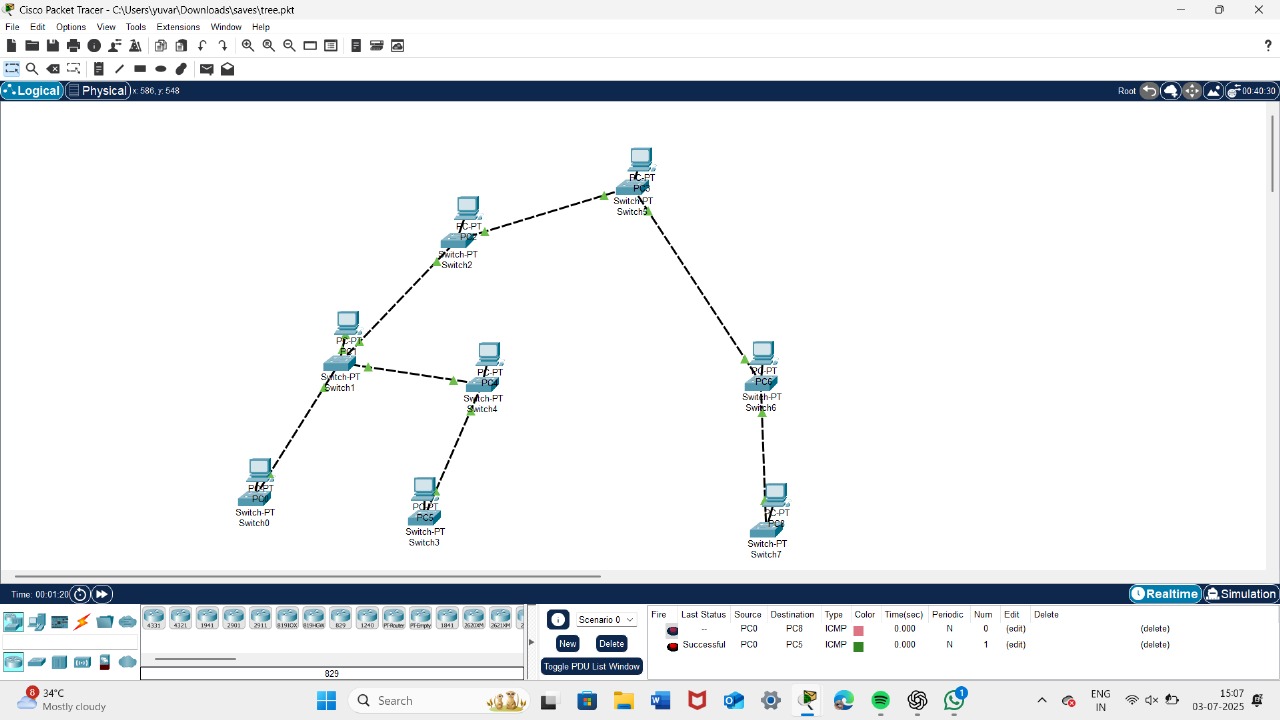 Cisco Packet Tracer - C:\Users\yuvar\Downloads\saves\tree.pkt
File Edit Options View Tools Extensions Window Help
Logical Physical x: 586, y: 548 Root 00:40:30
PC-PT
PC3
Switch-PT
Switch5
PC-PT
PC2
Switch-PT
Switch2
PC-PT
PC1
Switch-PT
Switch1
PC-PT
PC4
Switch-PT
Switch4
PC-PT
PC6
Switch-PT
Switch6
PC-PT
Switch-PT
Switch0
PC-PT
PC5
Switch-PT
Switch3
PC-PT
PC8
Switch-PT
Switch7
Time: 00:01:20 Realtime Simulation
4331 4321 1941 2901 2911 819IOX 819HGW 829 1240 PT-Router PT-Empty 1841 2620XM 2621XM
829
Scenario 0
New Delete
Toggle PDU List Window
Fire Last Status Source Destination Type Color Time(sec) Periodic Num Edit Delete
-- PC0 PC8 ICMP 0.000 N 0 (edit) (delete)
Successful PC0 PC5 ICMP 0.000 N 1 (edit) (delete)
8
34°C
Mostly cloudy
Search
1
ENG
IN
15:07
03-07-2025